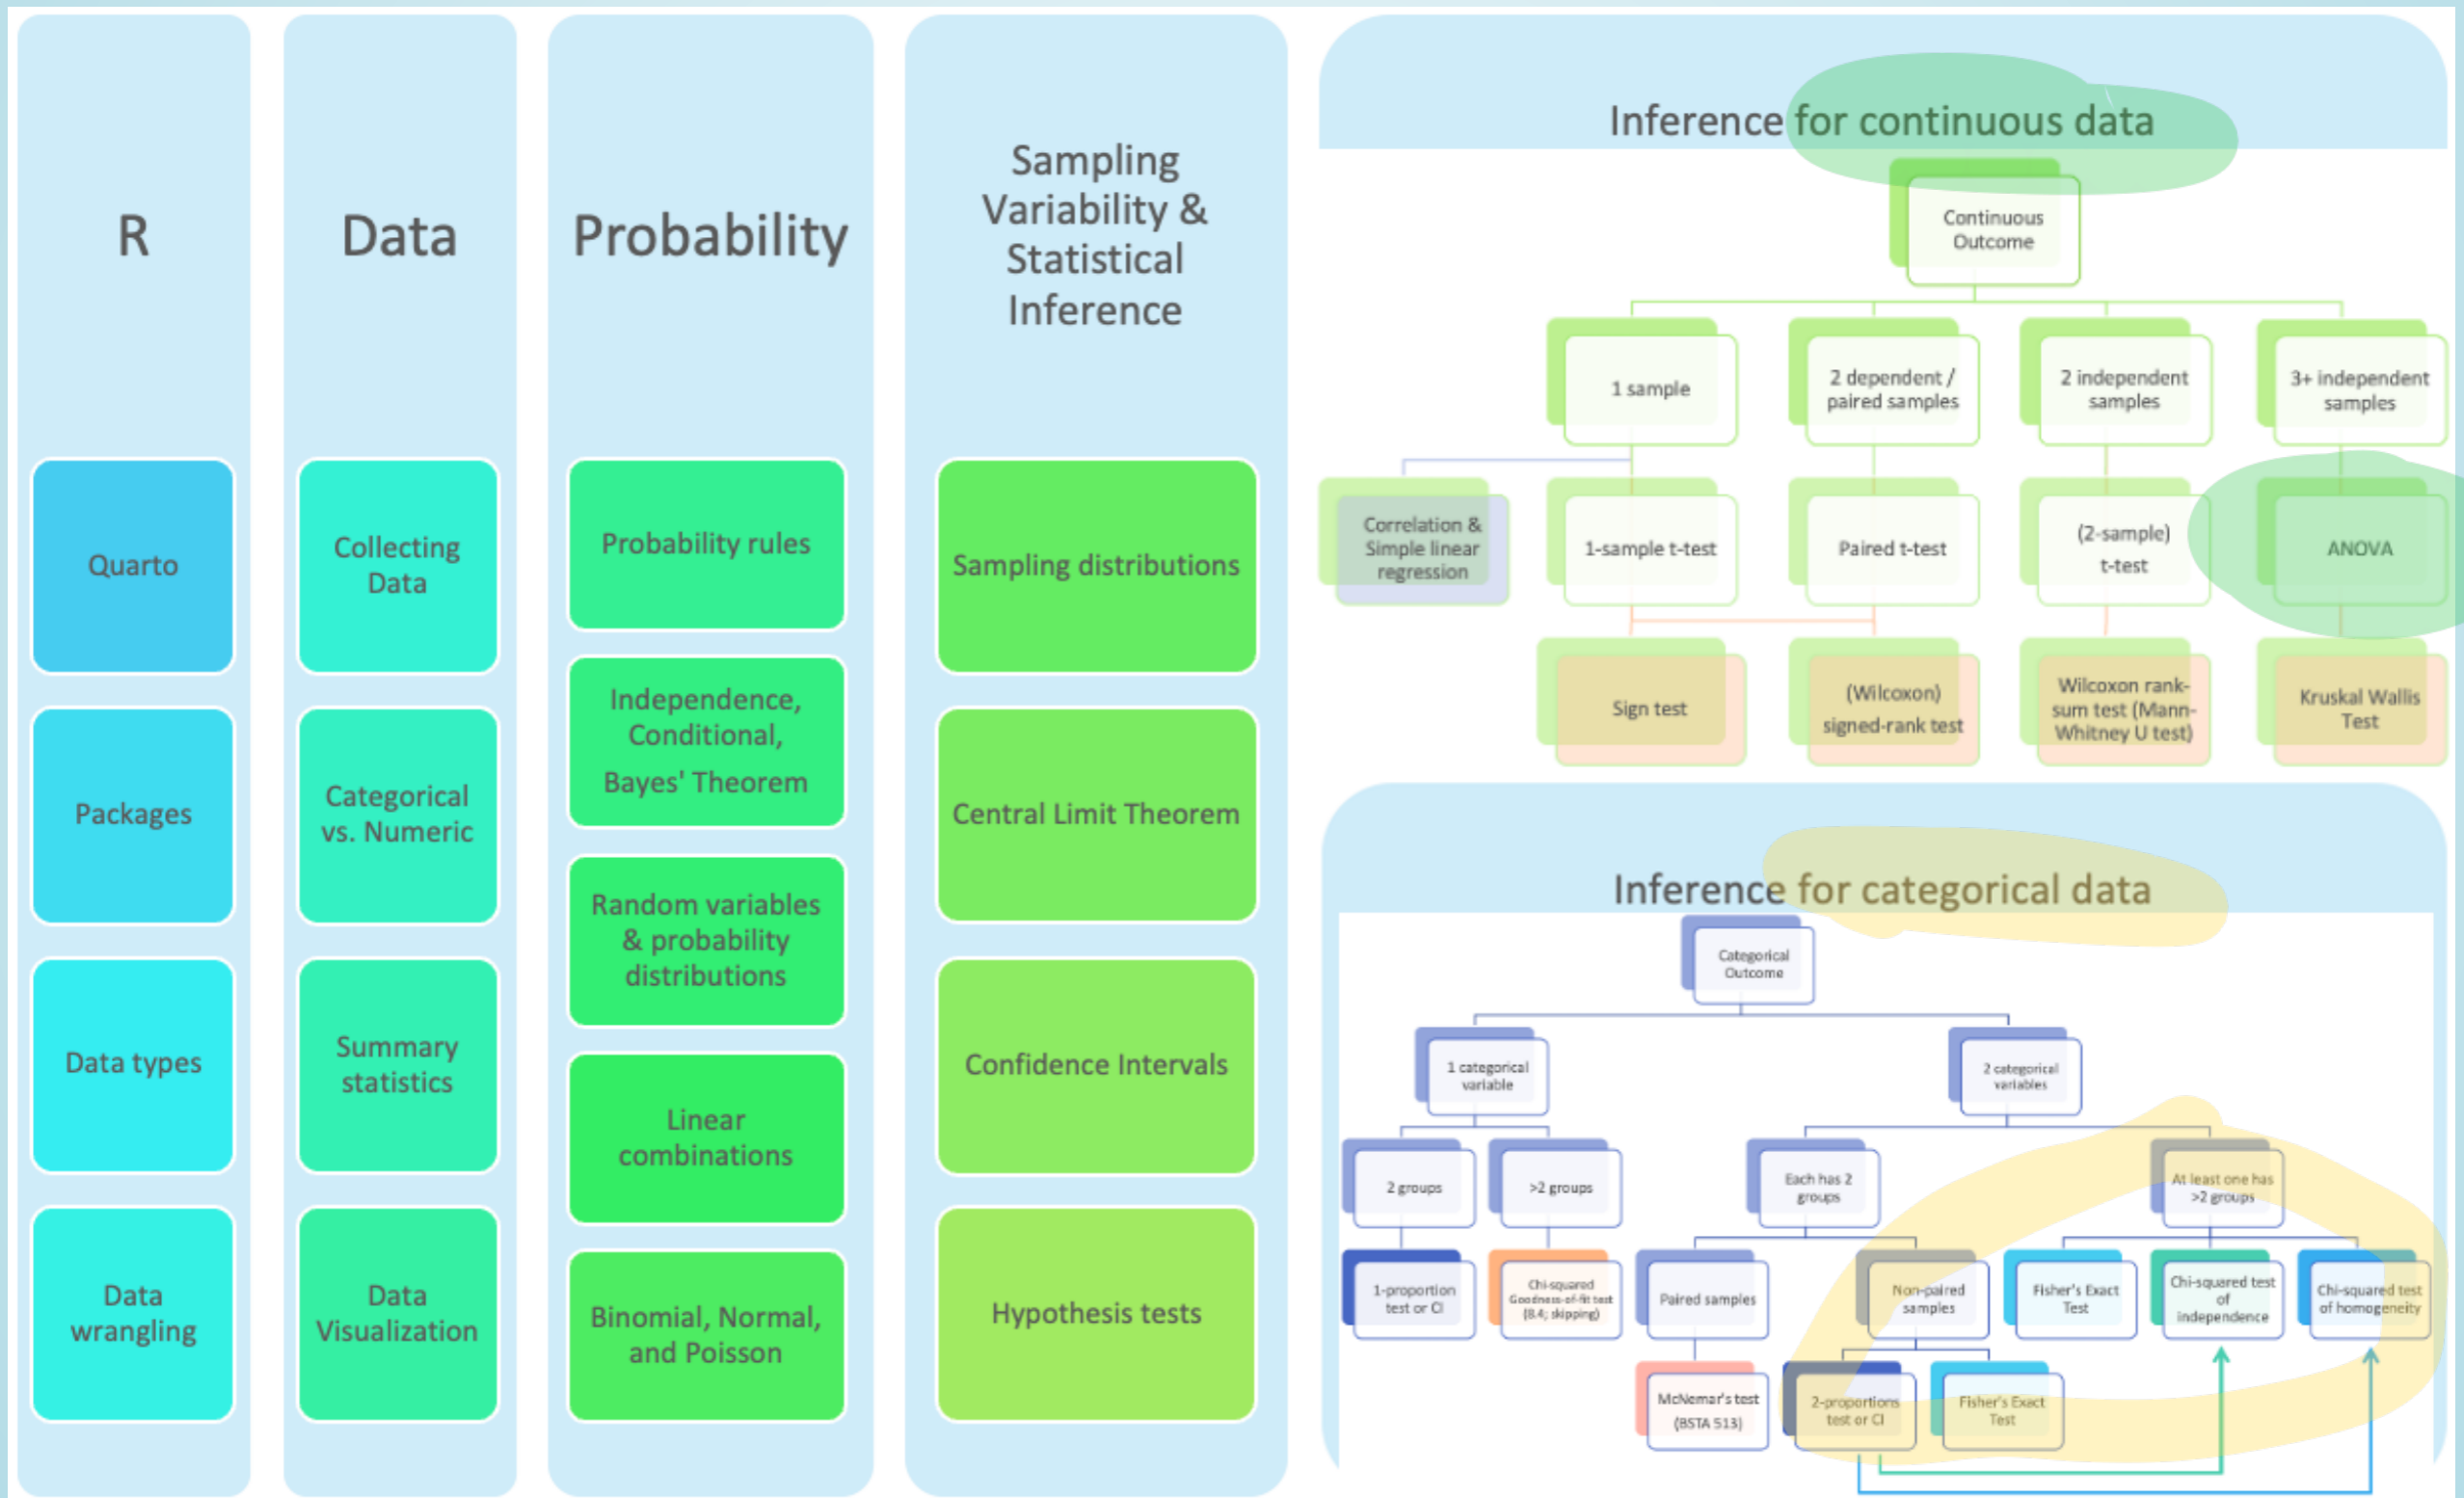 R
Quarto
Packages
Data types
Data
wrangling
Data
Collecting
Data
Categorical
vs. Numeric
Summary
statistics
Data
Visualization
Probability
Probability rules
Independence,
Conditional,
Bayes' Theorem
Random variables
& probability
distributions
Linear
combinations
Binomial, Normal,
and Poisson
Sampling
Variability &
Statistical
Inference
Sampling distributions
Central Limit Theorem
Confidence Intervals
Hypothesis tests
Inference for continuous data
Continuous
Outcome
1 sample
2 dependent /
paired samples
2 independent
samples
3+ independent
samples
Correlation &
Simple linear
regression
1-sample t-test
Paired t-test
(2-sample)
t-test
ANOVA
Sign test
(Wilcoxon)
signed-rank test
Wilcoxon rank-
sum test (Mann-
Whitney U test)
Kruskal Wallis
Test
Inference for categorical data
Categorical
Outcome
1 categorical
variable
2 categorical
variables
2 groups
>2 groups
Each has 2
groups
At least one has
>2 groups
1-proportion
test or CI
Chi-squared
Goodness-of-fit test
(8.4; skipping)
Paired samples
Non-paired
samples
Fisher's Exact
Test
Chi-squared test
of
independence
Chi-squared test
of homogeneity
McNemar's test
(BSTA 513)
2-proportions
test or CI
Fisher's Exact
Test